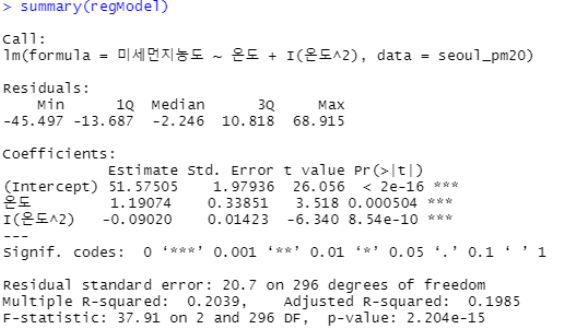 > summary(regModel)
Call:
lm(formula = 미세먼지농도 ~ 온도 + I(온도^2), data = seoul_pm20)
Residuals:
    Min      1Q  Median      3Q     Max
-45.497 -13.687  -2.246  10.818  68.915
Coefficients:
            Estimate Std. Error t value Pr(>|t|)
(Intercept) 51.57505    1.97936  26.056  < 2e-16 ***
온도         1.19074    0.33851   3.518 0.000504 ***
I(온도^2)   -0.09020    0.01423  -6.340 8.54e-10 ***
---
Signif. codes:  0 ‘***’ 0.001 ‘**’ 0.01 ‘*’ 0.05 ‘.’ 0.1 ‘ ’ 1
Residual standard error: 20.7 on 296 degrees of freedom
Multiple R-squared:  0.2039,    Adjusted R-squared:  0.1985
F-statistic: 37.91 on 2 and 296 DF,  p-value: 2.204e-15